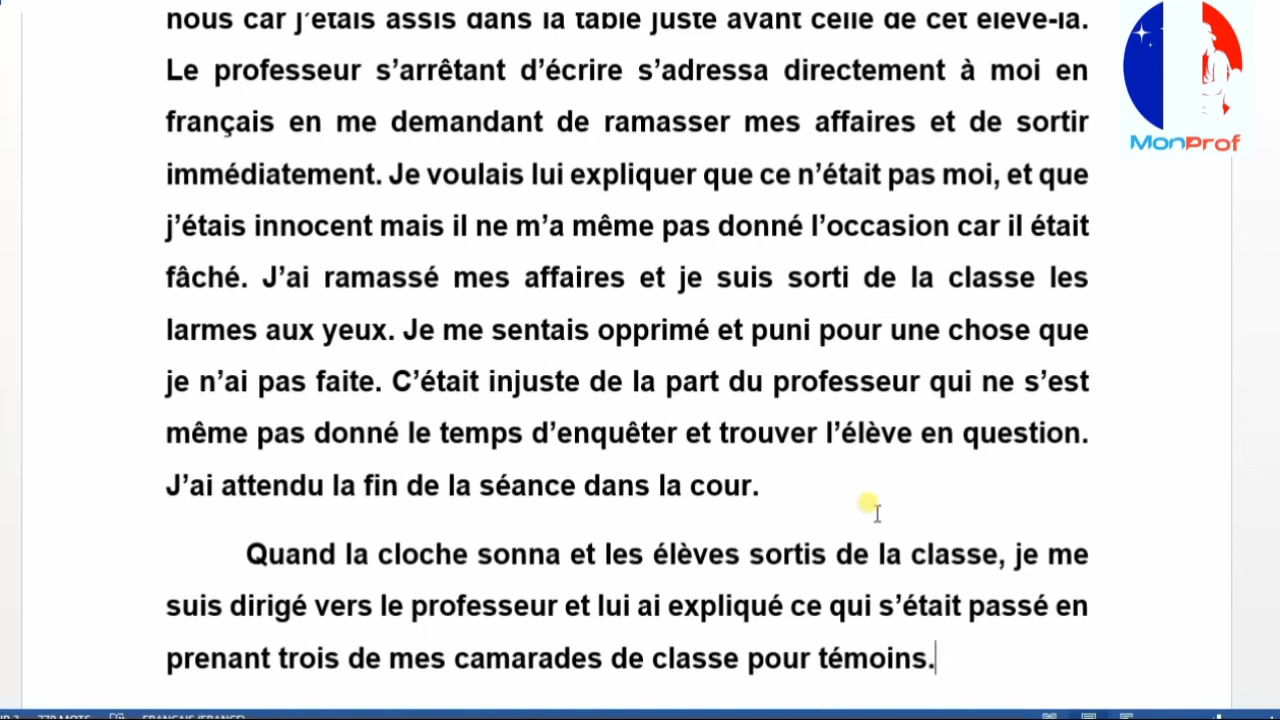 nous car j’étais assis dans la table juste avant celle de cet élève-là.
Le professeur s’arrêtant d’écrire s’adressa directement à moi en
français en me demandant de ramasser mes affaires et de sortir
immédiatement. Je voulais lui expliquer que ce n’était pas moi, et que
j’étais innocent mais il ne m’a même pas donné l’occasion car il était
fâché. J’ai ramassé mes affaires et je suis sorti de la classe les
larmes aux yeux. Je me sentais opprimé et puni pour une chose que
je n’ai pas faite. C’était injuste de la part du professeur qui ne s’est
même pas donné le temps d’enquêter et trouver l’élève en question.
J’ai attendu la fin de la séance dans la cour.
Quand la cloche sonna et les élèves sortis de la classe, je me
suis dirigé vers le professeur et lui ai expliqué ce qui s’était passé en
prenant trois de mes camarades de classe pour témoins.
MonProf